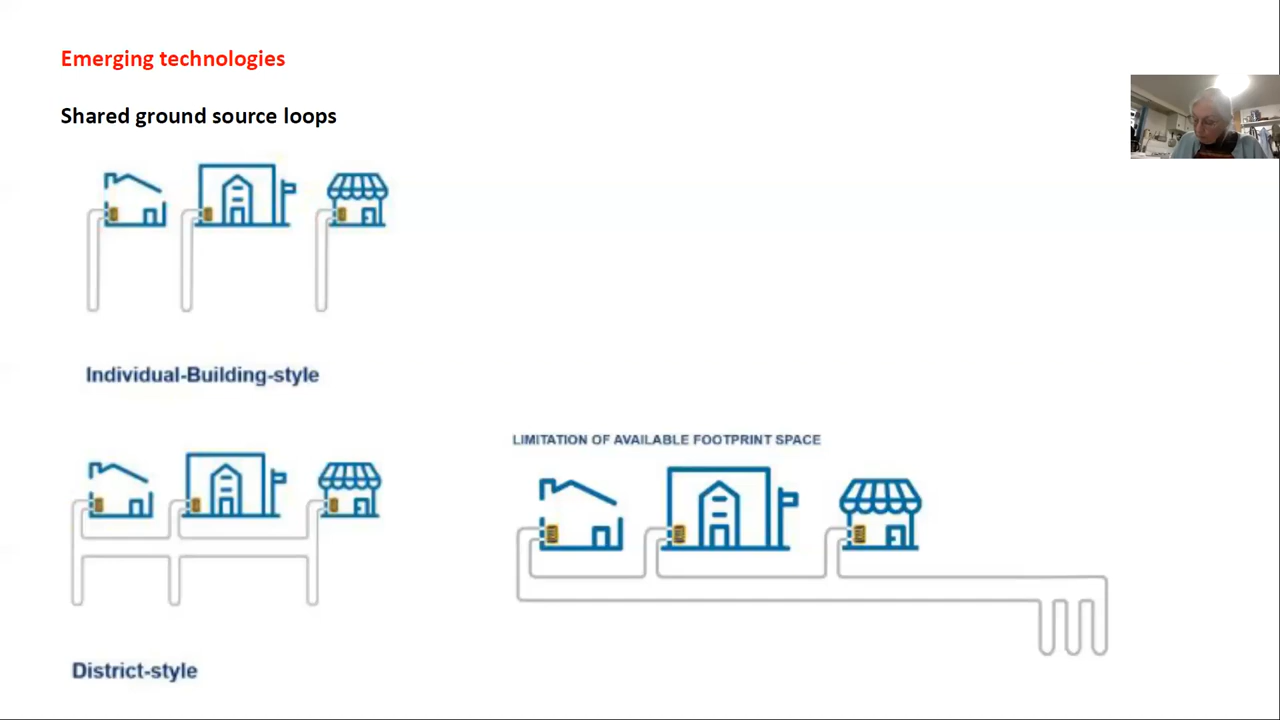 Emerging technologies
Shared ground source loops
Individual-Building-style
LIMITATION OF AVAILABLE FOOTPRINT SPACE
District-style